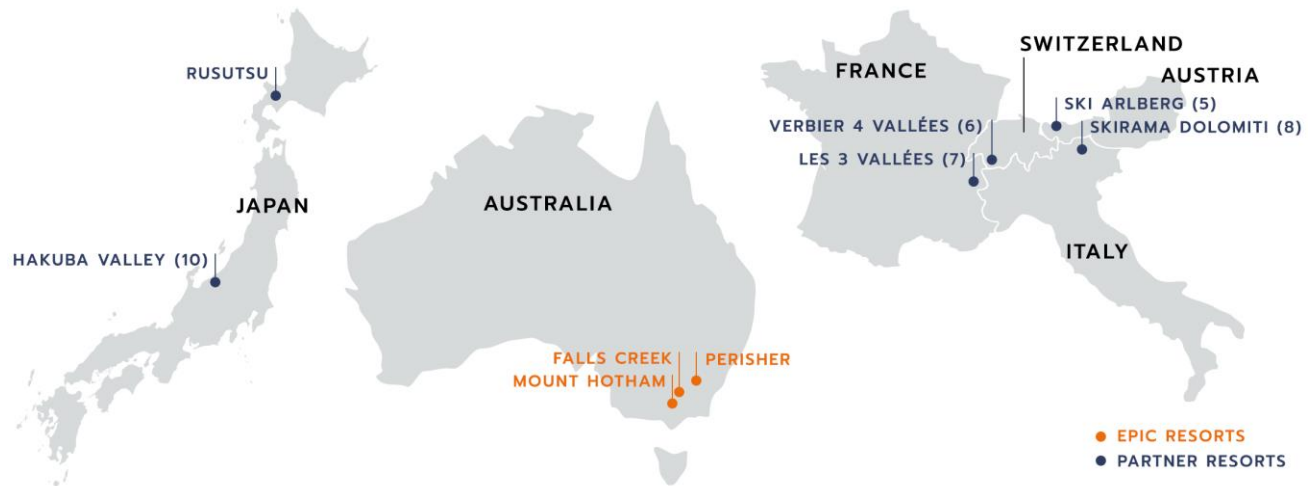 RUSUTSU
JAPAN
HAKUBA VALLEY (10)
AUSTRALIA
FALLS CREEK
PERISHER
MOUNT HOTHAM
SWITZERLAND
FRANCE
AUSTRIA
SKI ARLBERG (5)
VERBIER 4 VALLÉES (6)
SKIRAMA DOLOMITI (8)
LES 3 VALLÉES (7)
ITALY
EPIC RESORTS
PARTNER RESORTS